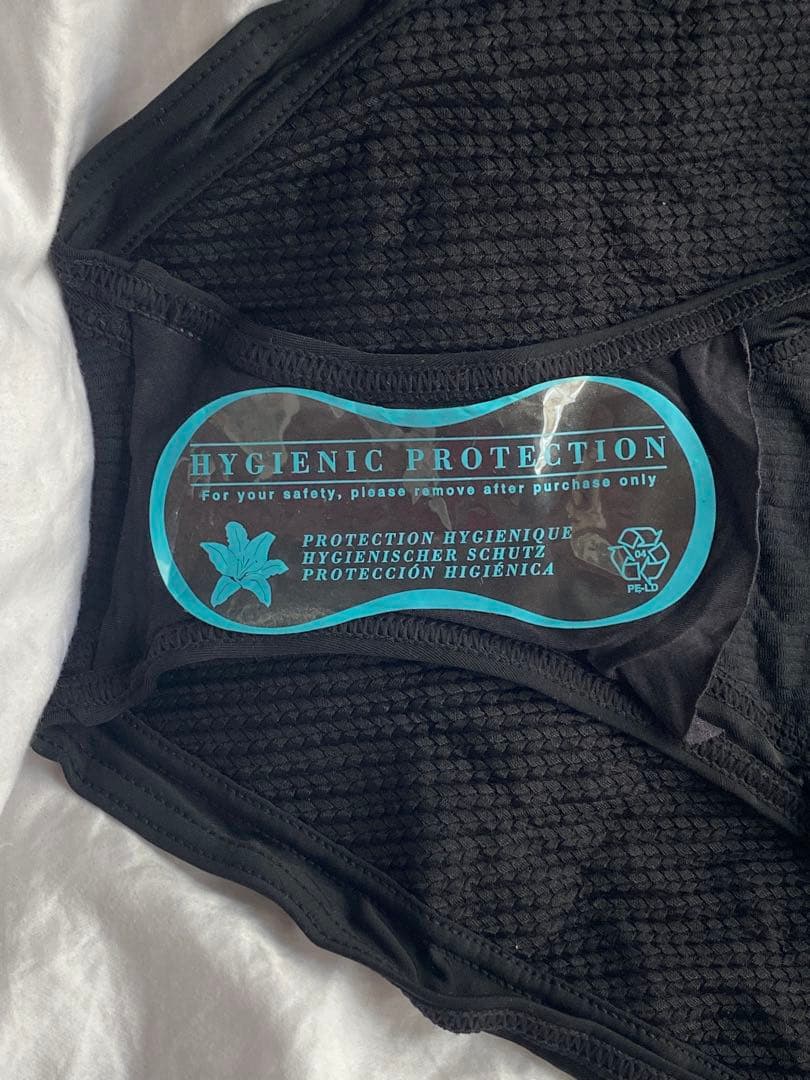 HYGIENIC PROTECTION
For your safety, please remove after purchase only
PROTECTION HYGIENIQUE
HYGIENISCHER SCHUTZ
PROTECCIÓN HIGIÉNICA
04
PE-LD